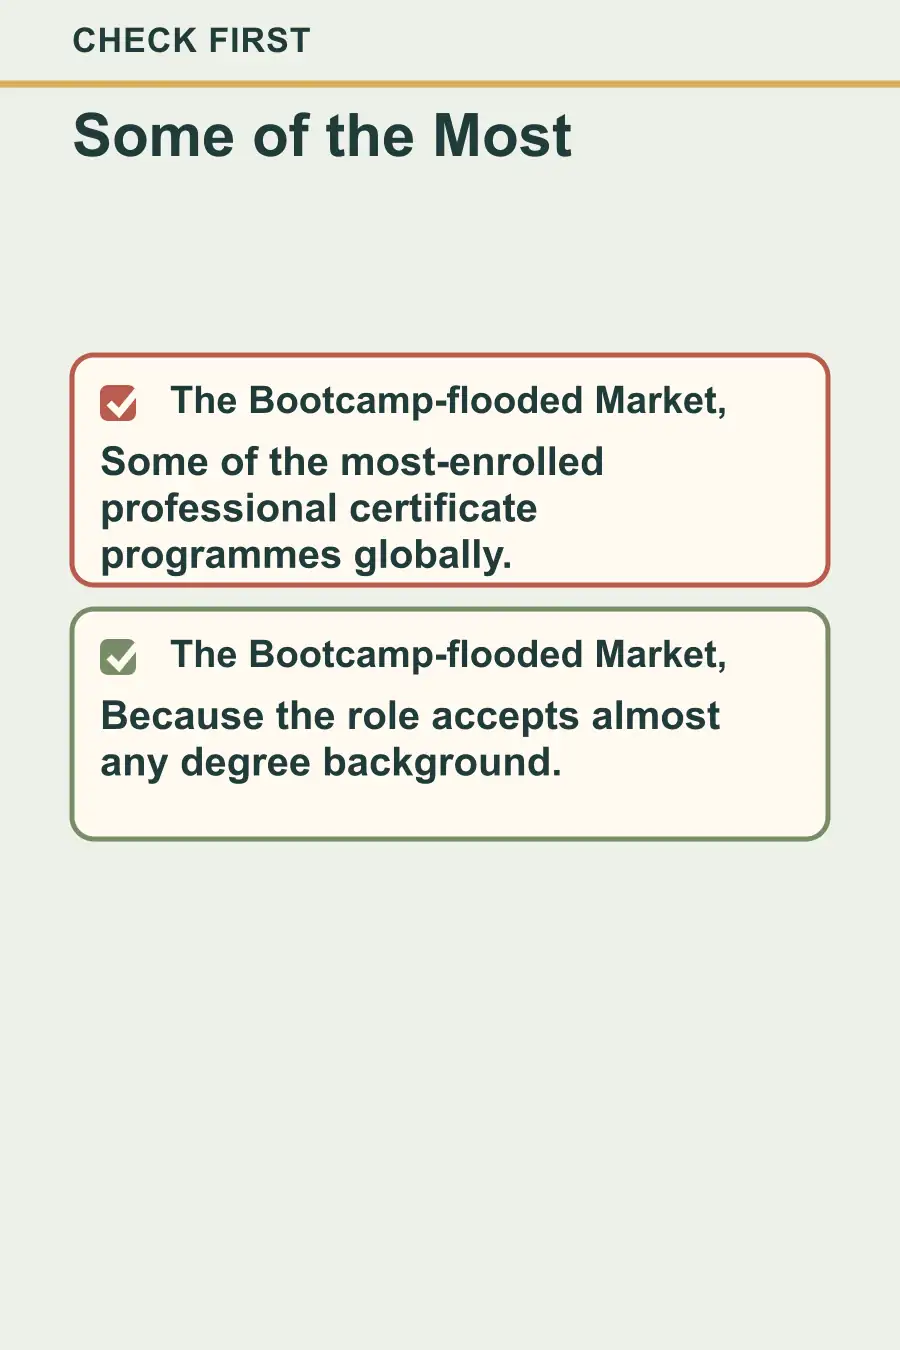 CHECK FIRST
Some of the Most
The Bootcamp-flooded Market,
Some of the most-enrolled
professional certificate
programmes globally.
The Bootcamp-flooded Market,
Because the role accepts almost
any degree background.